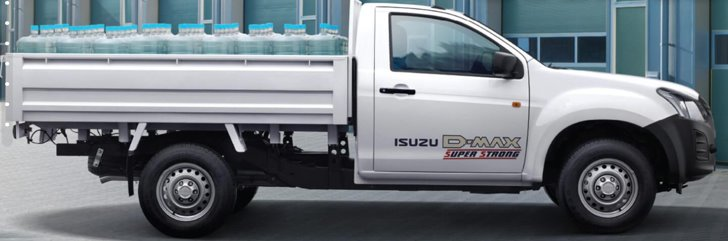 ISUZU D-MAX
SUPER STRONG